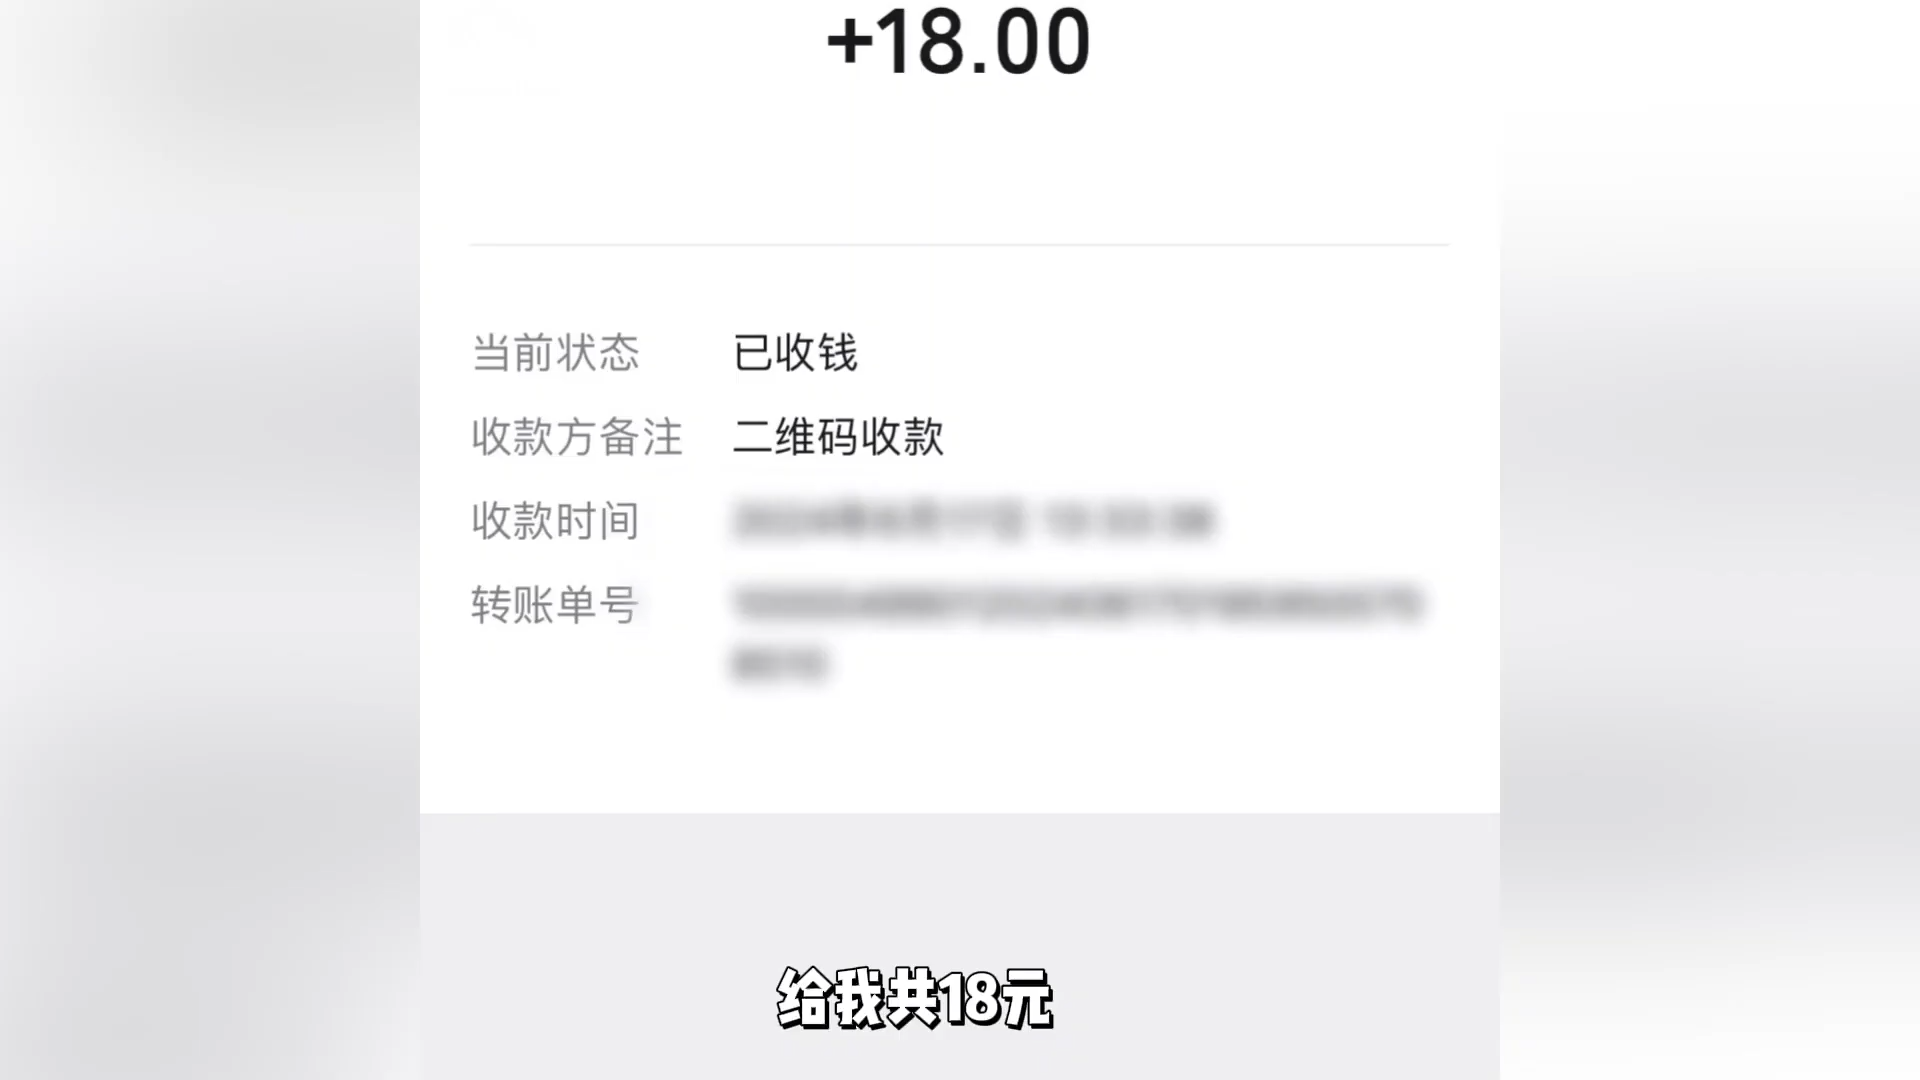 +18.00
当前状态 已收钱
收款方备注 二维码收款
收款时间
转账单号
给我共18元